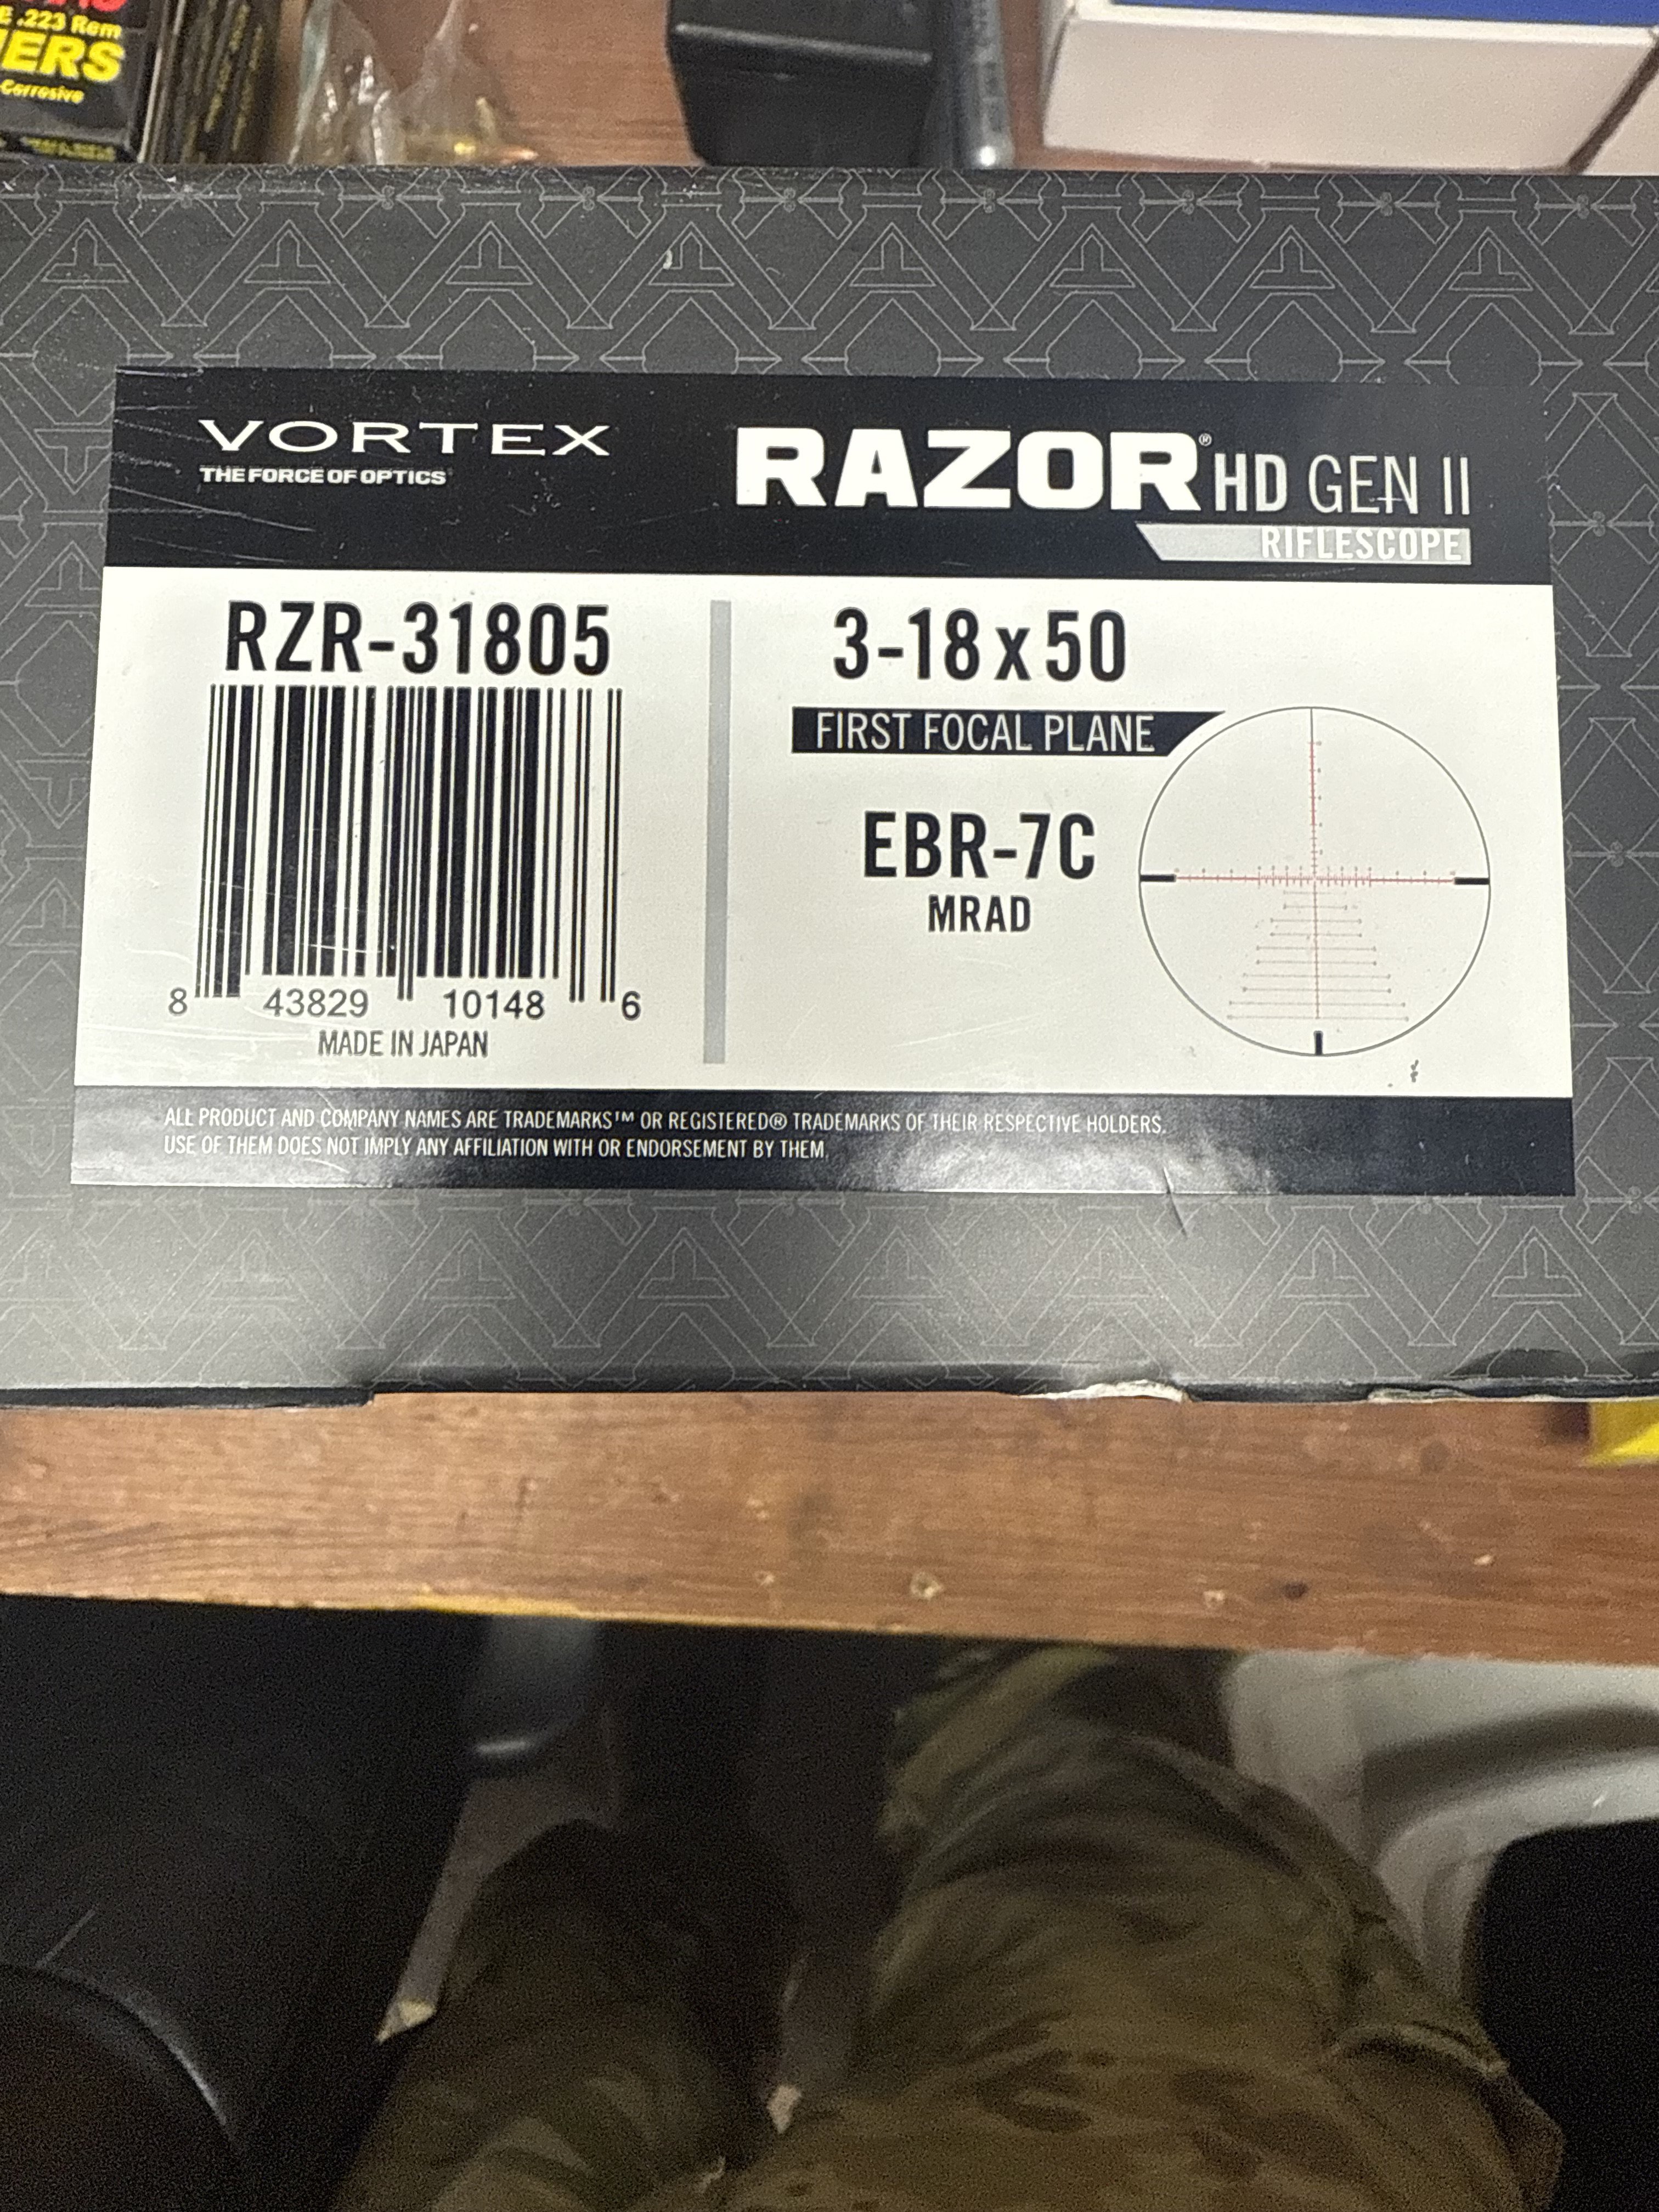 .223 Rem
ERS
Corrosive
VORTEX
THE FORCE OF OPTICS
RAZOR® HD GEN II
RIFLESCOPE
RZR-31805
8 43829 10148 6
MADE IN JAPAN
3-18 x 50
FIRST FOCAL PLANE
EBR-7C
MRAD
ALL PRODUCT AND COMPANY NAMES ARE TRADEMARKS™ OR REGISTERED® TRADEMARKS OF THEIR RESPECTIVE HOLDERS.
USE OF THEM DOES NOT IMPLY ANY AFFILIATION WITH OR ENDORSEMENT BY THEM.